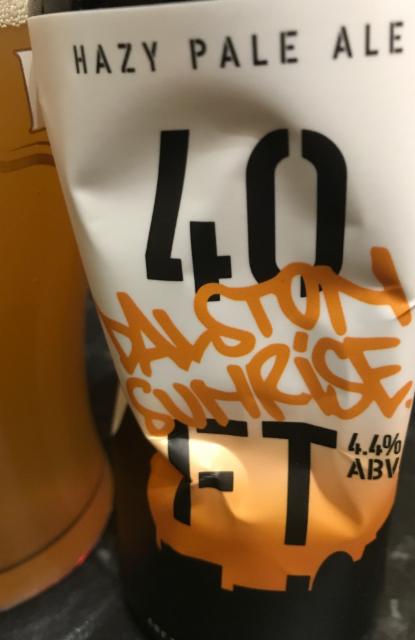 HAZY PALE ALE
40
DALSTON
SUNRISE
FT
4.4%
ABV